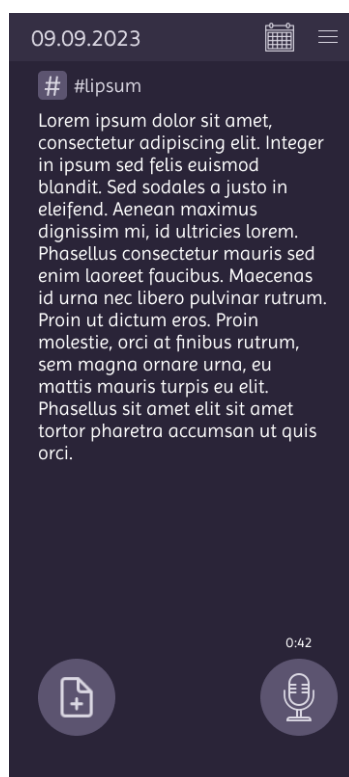 09.09.2023
# #lipsum
Lorem ipsum dolor sit amet,
consectetur adipiscing elit. Integer
in ipsum sed felis euismod
blandit. Sed sodales a justo in
eleifend. Aenean maximus
dignissim mi, id ultricies lorem.
Phasellus consectetur mauris sed
enim laoreet faucibus. Maecenas
id urna nec libero pulvinar rutrum.
Proin ut dictum eros. Proin
molestie, orci at finibus rutrum,
sem magna ornare urna, eu
mattis mauris turpis eu elit.
Phasellus sit amet elit sit amet
tortor pharetra accumsan ut quis
orci.
0:42